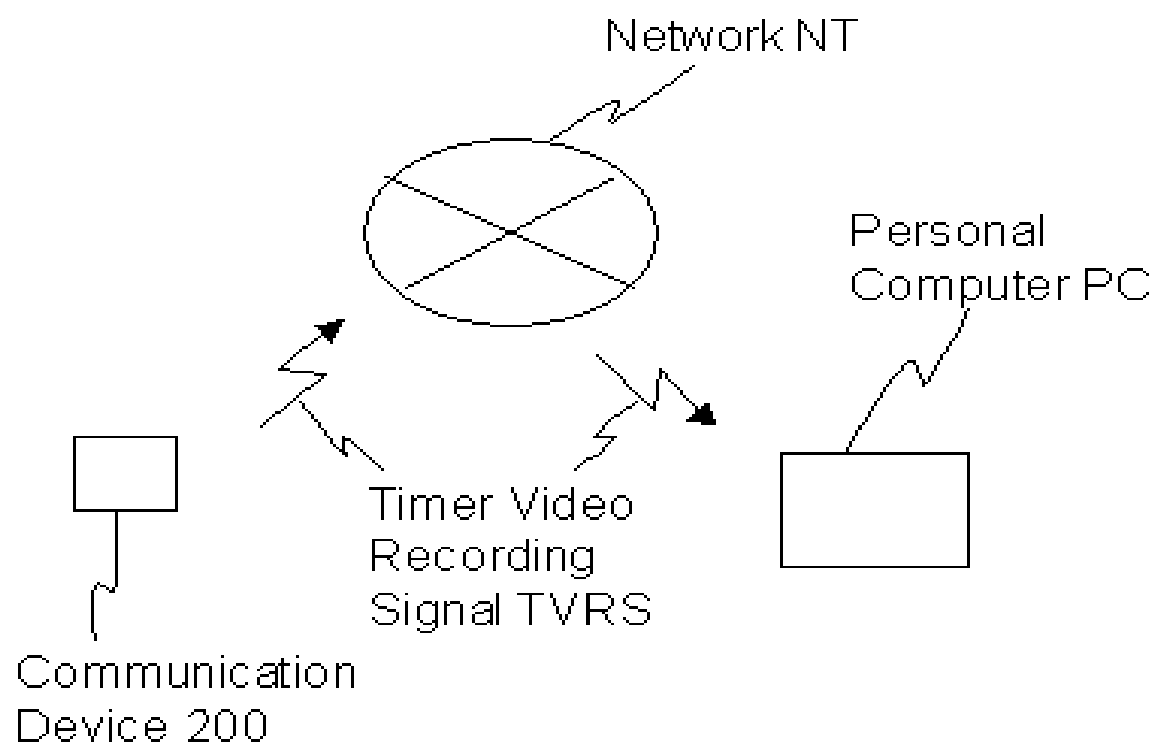 Network NT
Personal
Computer PC
Timer Video
Recording
Signal TVRS
Communication
Device 200